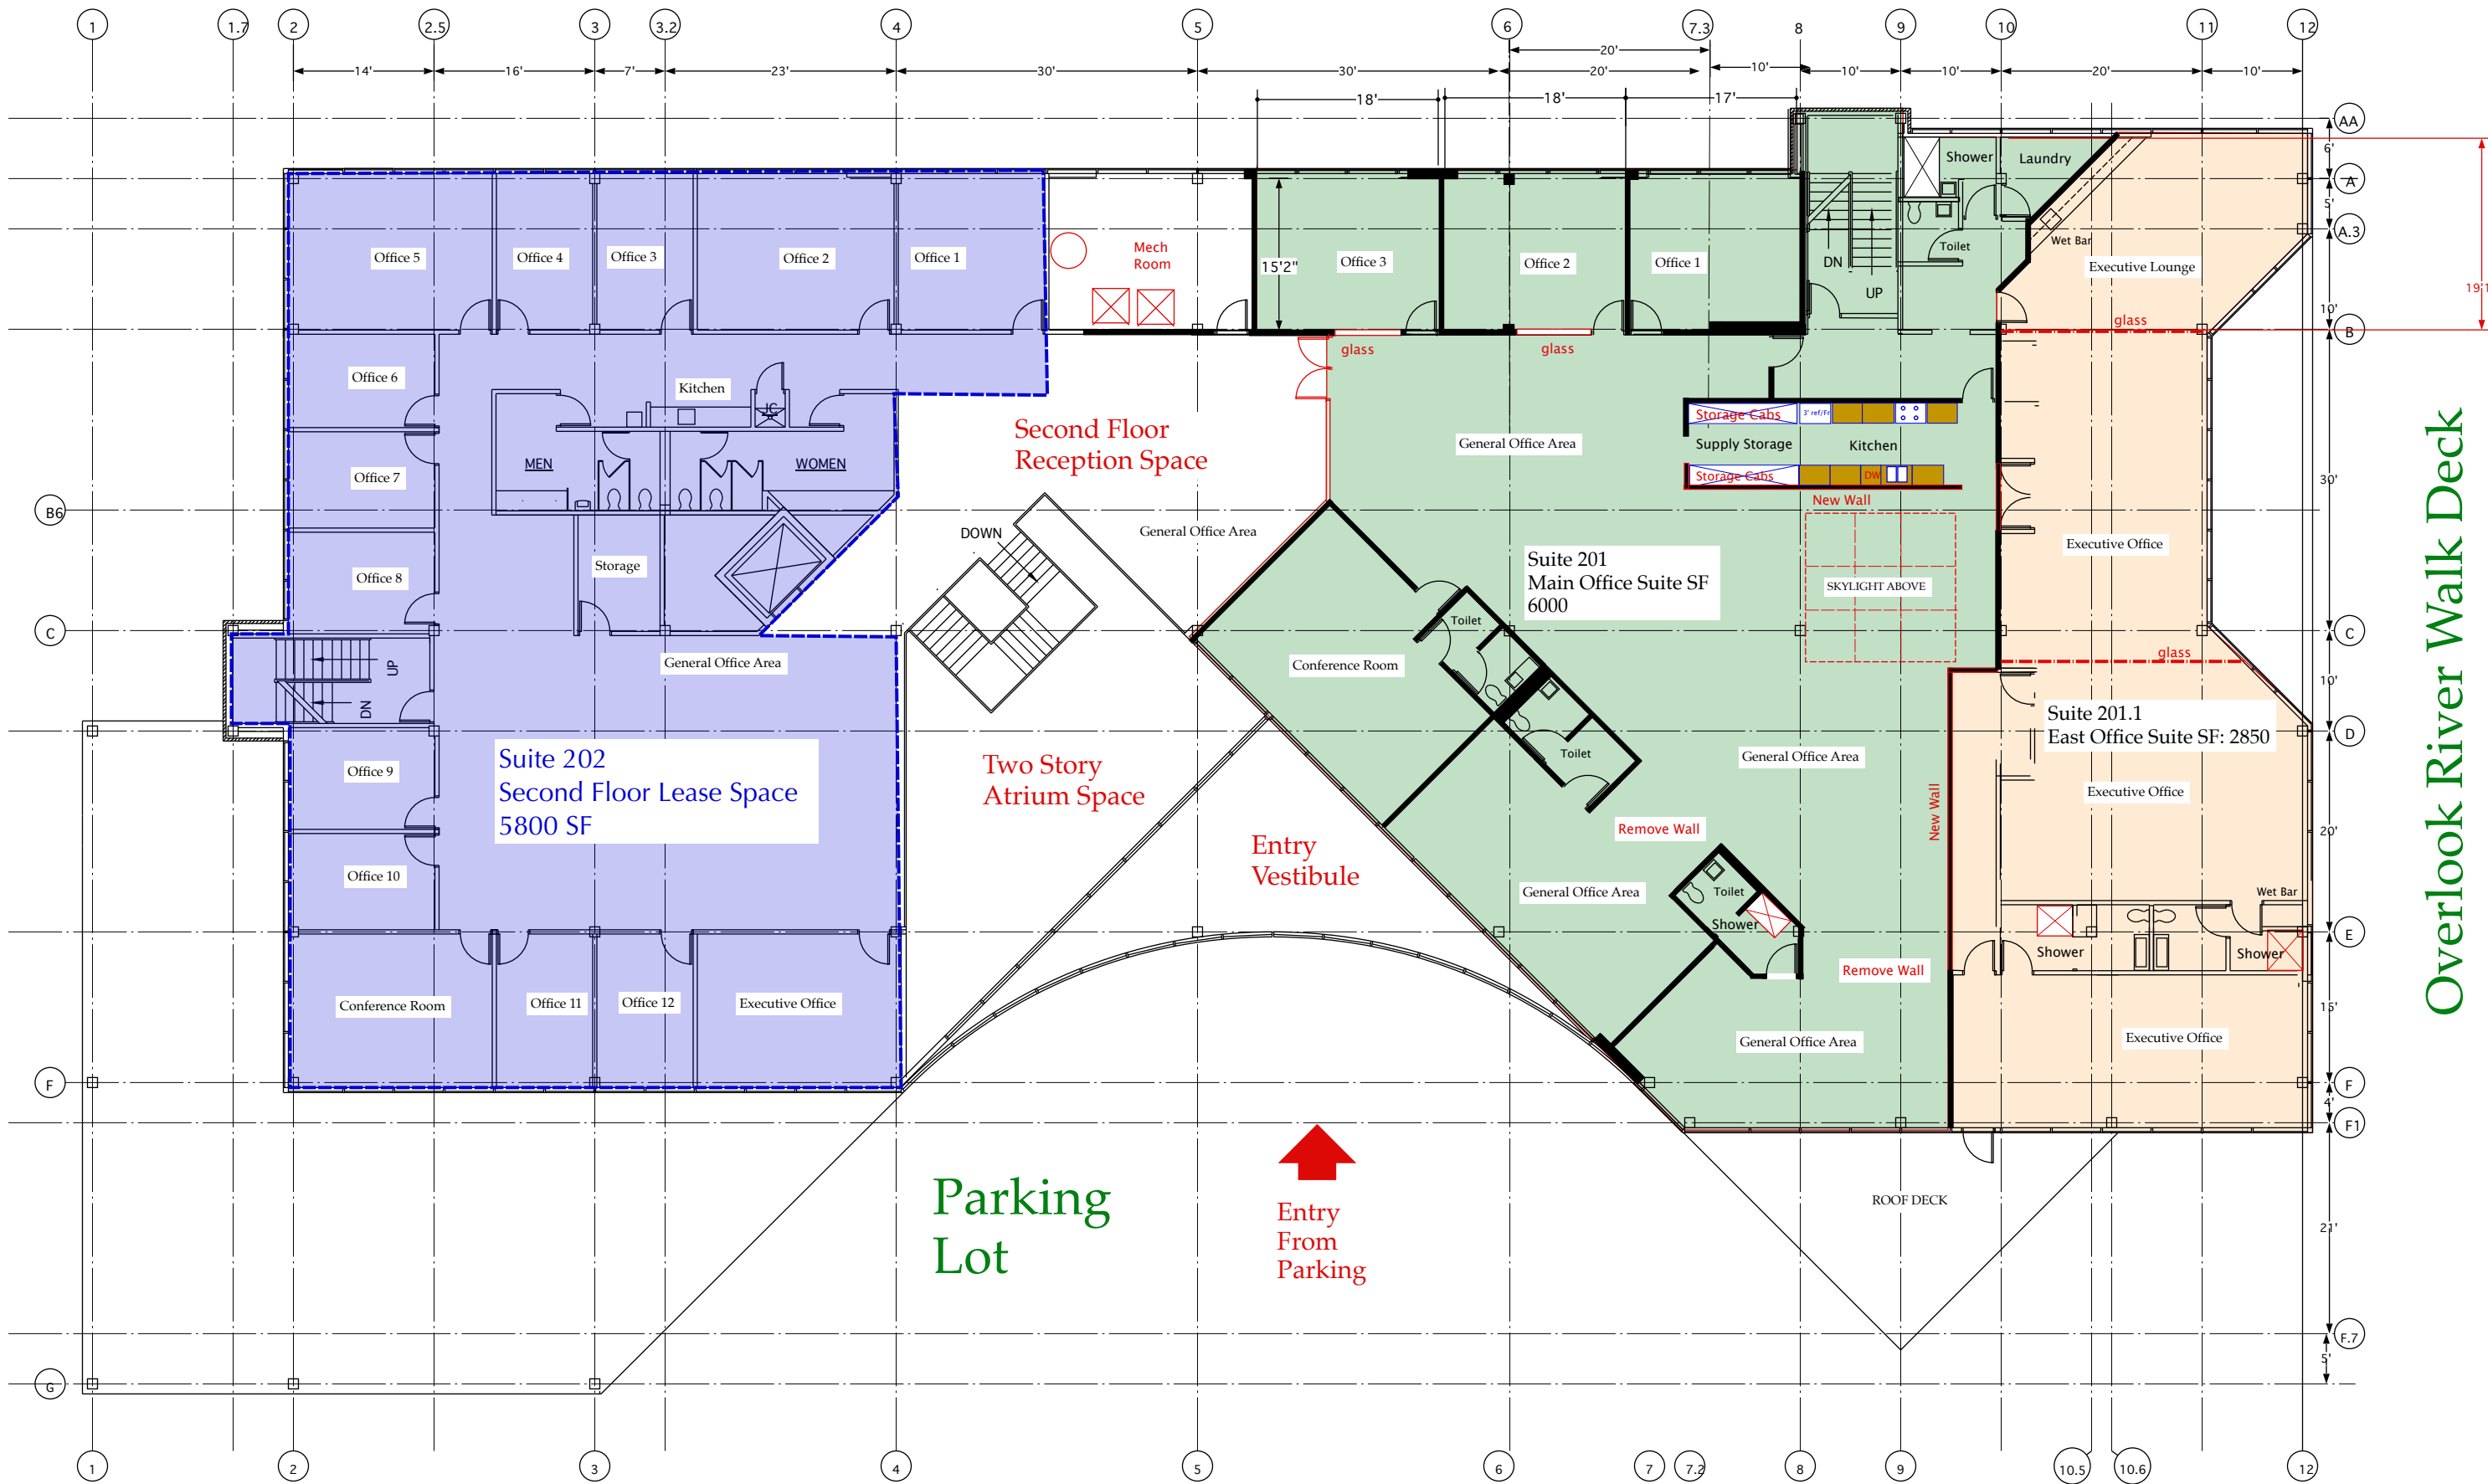 1
1.7
2
2.5
3
3.2
4
5
6
7.3
8
9
10
11
12
20'
14'
16'
7'
23'
30'
30'
20'
10'
10'
10'
20'
10'
18'
18'
17'
AA
6'
A
5'
A.3
10'
B
Shower
Laundry
Toilet
Wet Bar
Executive Lounge
glass
DN
UP
Office 5
Office 4
Office 3
Office 2
Office 1
Mech
Room
15'2"
Office 3
Office 2
Office 1
glass
glass
Office 6
Kitchen
JC
Office 7
MEN
WOMEN
Second Floor
Reception Space
General Office Area
Storage Cabs
3' ref/Fr
Supply Storage
Kitchen
Storage Cabs
DW
New Wall
30'
B6
DOWN
General Office Area
Suite 201
Main Office Suite SF
6000
SKYLIGHT ABOVE
Executive Office
Office 8
Storage
C
C
General Office Area
UP
DN
Toilet
Conference Room
glass
10'
Suite 201.1
East Office Suite SF: 2850
D
Suite 202
Second Floor Lease Space
5800 SF
Office 9
Two Story
Atrium Space
Toilet
General Office Area
Executive Office
New Wall
20'
Remove Wall
Entry
Vestibule
Office 10
General Office Area
Toilet
Shower
Wet Bar
E
Shower
Shower
Remove Wall
Conference Room
Office 11
Office 12
Executive Office
15'
General Office Area
Executive Office
F
F
4'
F1
Parking
Lot
Entry
From
Parking
ROOF DECK
21'
F.7
5'
G
1
2
3
4
5
6
7
7.2
8
9
10.5
10.6
12
Overlook River Walk Deck